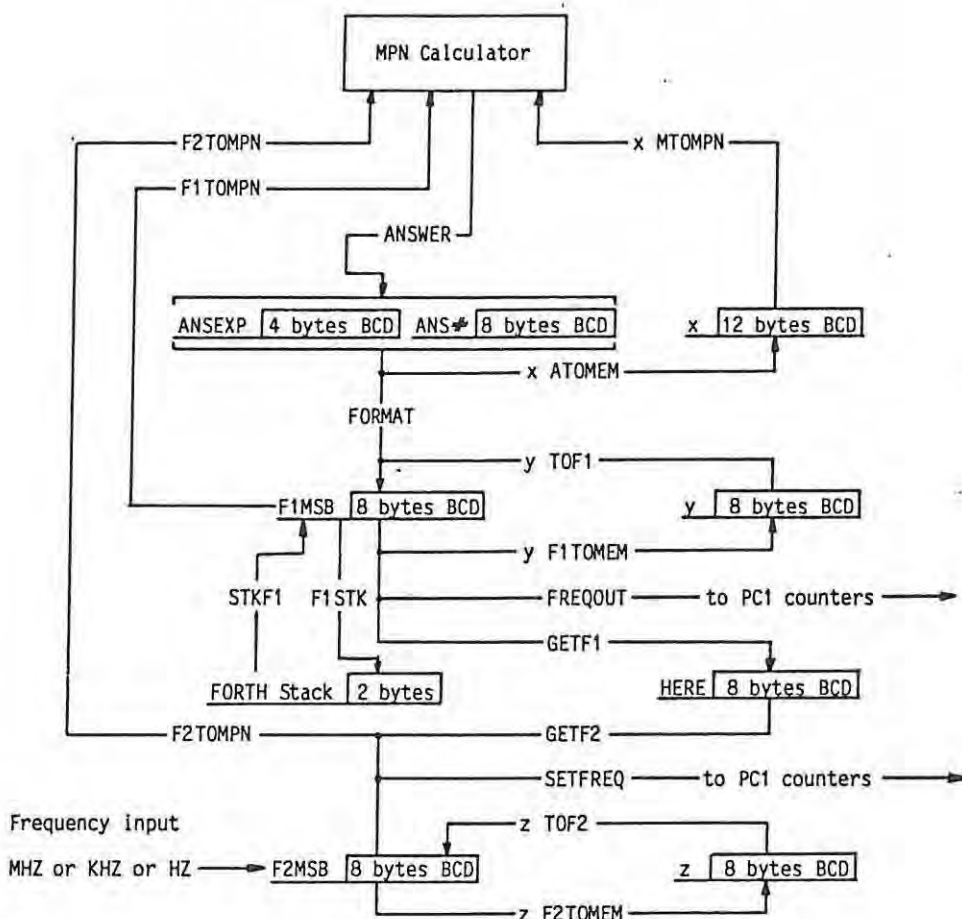 MPN Calculator
F2TOMPN
x MTOMPN
F1TOMPN
ANSWER
ANSEXP 4 bytes BCD ANS# 8 bytes BCD
x 12 bytes BCD
x ATOMEM
FORMAT
y TOF1
F1MSB 8 bytes BCD
y 8 bytes BCD
y F1TOMEM
STKF1 F1STK
FREQOUT to PC1 counters
GETF1
FORTH Stack 2 bytes
HERE 8 bytes BCD
F2TOMPN
GETF2
SETFREQ to PC1 counters
Frequency input
z TOF2
MHZ or KHZ or HZ F2MSB 8 bytes BCD
z 8 bytes BCD
z F2TOMEM